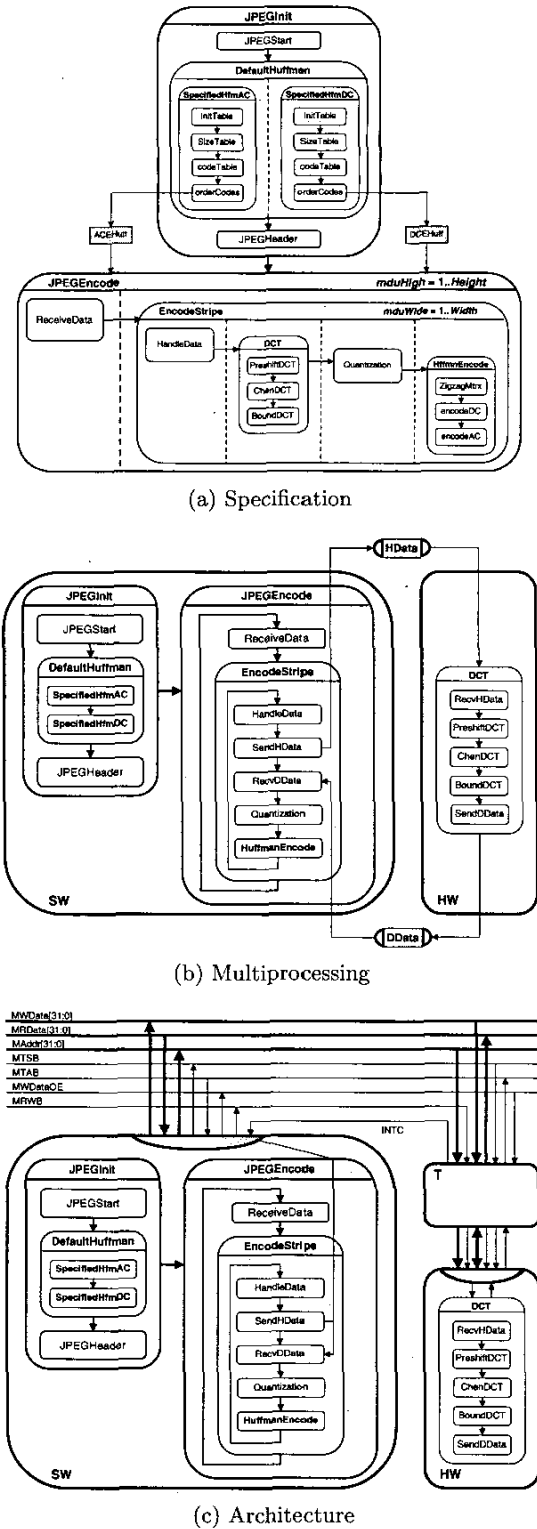 JPEGInit
JPEGStart
DefaultHuffman
SpecifiedHfmAC SpecifiedHfmDC
InitTable InitTable
SizeTable SizeTable
codeTable codeTable
orderCodes orderCodes
ACEHuff DCEHuff
JPEGHeader
JPEGEncode mduHigh = 1..Height
EncodeStripe mduWide = 1..Width
ReceiveData
HandleData
DCT
PreshiftDCT
ChenDCT
BoundDCT
Quantization
HffmnEncode
ZigzagMtrx
encodeDC
encodeAC
(a) Specification
HData
JPEGInit JPEGEncode
JPEGStart
ReceiveData
DefaultHuffman
SpecifiedHfmAC
SpecifiedHfmDC
JPEGHeader
EncodeStripe
HandleData
SendHData
RecvDData
Quantization
HuffmanEncode
SW
DCT
RecvHData
PreshiftDCT
ChenDCT
BoundDCT
SendDData
HW
DData
(b) Multiprocessing
MWData[31:0]
MRData[31:0]
MAddr[31:0]
MTSB
MTAB
MWDataOE
MRWB
INTC
JPEGInit JPEGEncode
JPEGStart
ReceiveData
DefaultHuffman
SpecifiedHfmAC
SpecifiedHfmDC
JPEGHeader
EncodeStripe
HandleData
SendHData
RecvDData
Quantization
HuffmanEncode
SW
T
DCT
RecvHData
PreshiftDCT
ChenDCT
BoundDCT
SendDData
HW
(c) Architecture